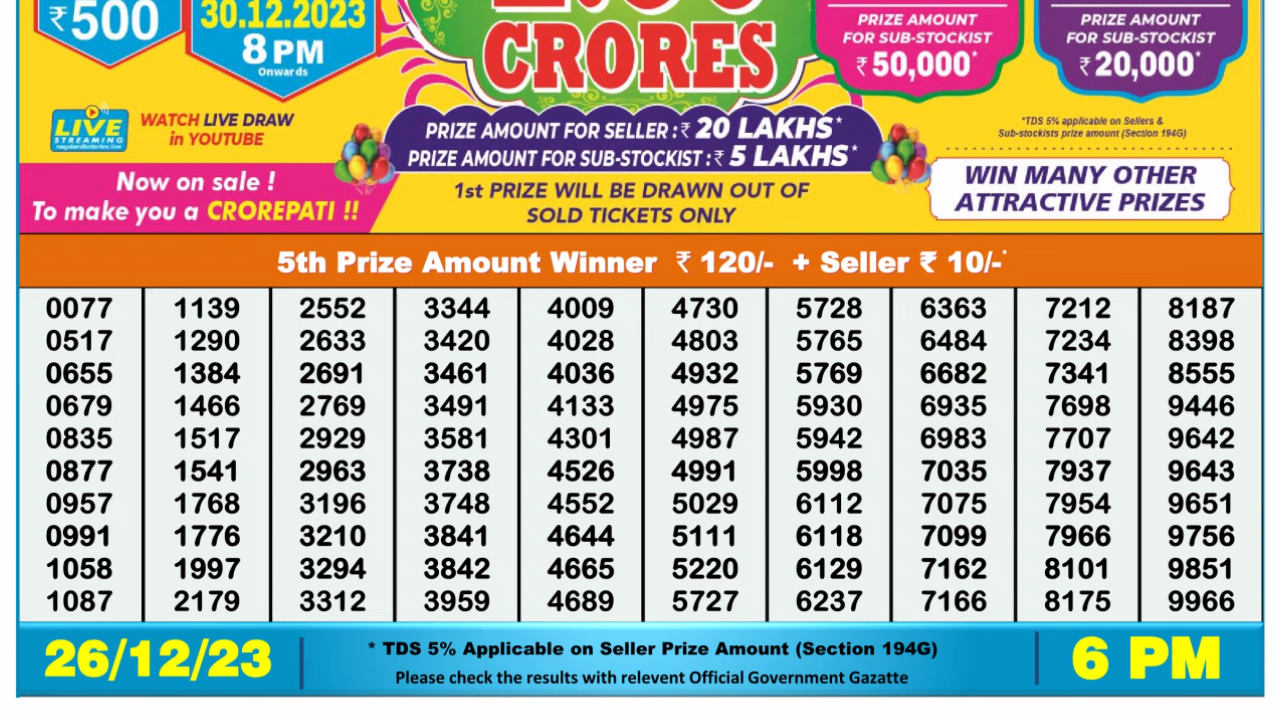 ₹500
30.12.2023
8 PM
Onwards
CRORES
PRIZE AMOUNT
FOR SUB-STOCKIST
₹ 50,000*
PRIZE AMOUNT
FOR SUB-STOCKIST
₹ 20,000*
LIVE
STREAMING
nagalandlotteries.live
WATCH LIVE DRAW
in YOUTUBE
PRIZE AMOUNT FOR SELLER :₹ 20 LAKHS*
PRIZE AMOUNT FOR SUB-STOCKIST :₹ 5 LAKHS*
*TDS 5% applicable on Sellers &
Sub-stockists prize amount (Section 194G)
Now on sale !
To make you a CROREPATI !!
1st PRIZE WILL BE DRAWN OUT OF
SOLD TICKETS ONLY
WIN MANY OTHER
ATTRACTIVE PRIZES
5th Prize Amount Winner ₹ 120/- + Seller ₹ 10/-*
0077 1139 2552 3344 4009 4730 5728 6363 7212 8187
0517 1290 2633 3420 4028 4803 5765 6484 7234 8398
0655 1384 2691 3461 4036 4932 5769 6682 7341 8555
0679 1466 2769 3491 4133 4975 5930 6935 7698 9446
0835 1517 2929 3581 4301 4987 5942 6983 7707 9642
0877 1541 2963 3738 4526 4991 5998 7035 7937 9643
0957 1768 3196 3748 4552 5029 6112 7075 7954 9651
0991 1776 3210 3841 4644 5111 6118 7099 7966 9756
1058 1997 3294 3842 4665 5220 6129 7162 8101 9851
1087 2179 3312 3959 4689 5727 6237 7166 8175 9966
26/12/23
* TDS 5% Applicable on Seller Prize Amount (Section 194G)
Please check the results with relevent Official Government Gazatte
6 PM